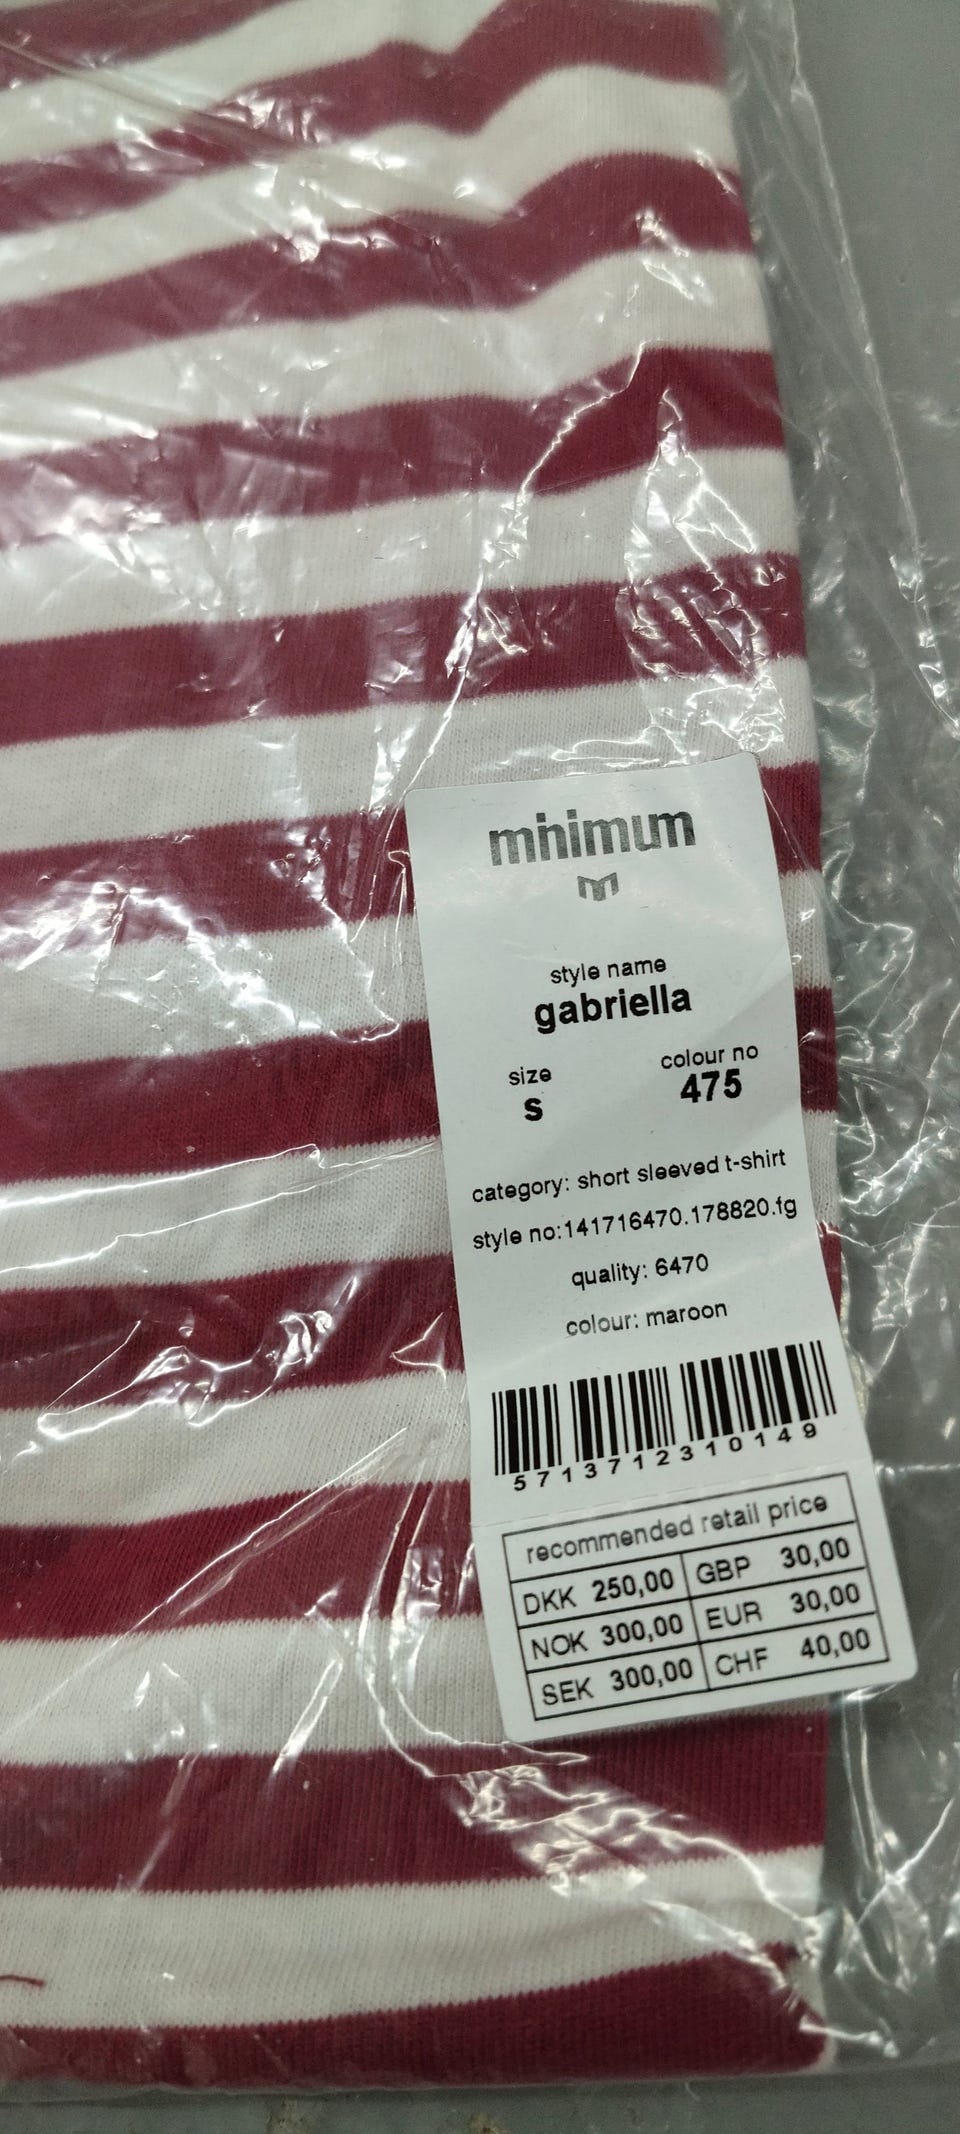 minimum
style name
gabriella
size colour no
S 475
category: short sleeved t-shirt
style no:141716470.178820.fg
quality: 6470
colour: maroon
5713712310149
recommended retail price
DKK 250,00 GBP 30,00
NOK 300,00 EUR 30,00
SEK 300,00 CHF 40,00